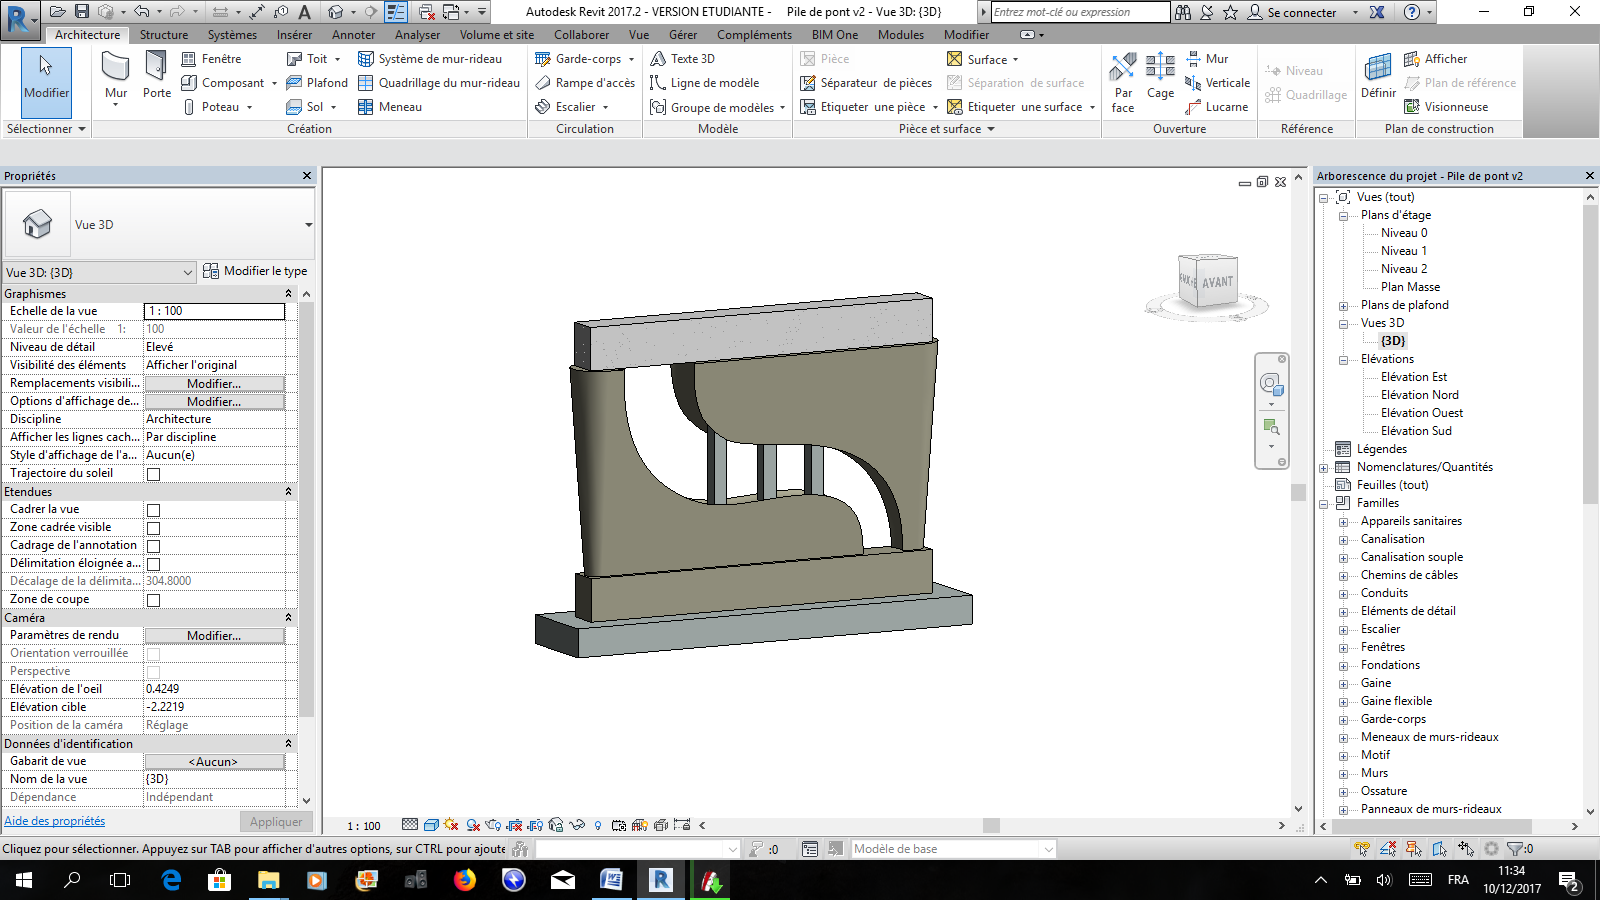 Autodesk Revit 2017.2 - VERSION ETUDIANTE - Pile de pont v2 - Vue 3D: {3D}
Entrez mot-clé ou expression
Se connecter
Architecture Structure Systèmes Insérer Annoter Analyser Volume et site Collaborer Vue Gérer Compléments BIM One Modules Modifier
Modifier
Sélectionner
Mur
Porte
Fenêtre
Composant
Poteau
Toit
Plafond
Sol
Système de mur-rideau
Quadrillage du mur-rideau
Meneau
Création
Garde-corps
Rampe d'accès
Escalier
Circulation
Texte 3D
Ligne de modèle
Groupe de modèles
Modèle
Pièce
Séparateur de pièces
Etiqueter une pièce
Surface
Séparation de surface
Etiqueter une surface
Pièce et surface
Par face
Cage
Mur
Verticale
Lucarne
Ouverture
Niveau
Quadrillage
Référence
Définir
Afficher
Plan de référence
Visionneuse
Plan de construction
Propriétés
Vue 3D
Vue 3D: {3D}
Modifier le type
Graphismes
Echelle de la vue 1 : 100
Valeur de l'échelle 1: 100
Niveau de détail Elevé
Visibilité des éléments Afficher l'original
Remplacements visibili... Modifier...
Options d'affichage de... Modifier...
Discipline Architecture
Afficher les lignes cach... Par discipline
Style d'affichage de l'a... Aucun(e)
Trajectoire du soleil
Etendues
Cadrer la vue
Zone cadrée visible
Cadrage de l'annotation
Délimitation éloignée a...
Décalage de la délimita... 304.8000
Zone de coupe
Caméra
Paramètres de rendu Modifier...
Orientation verrouillée
Perspective
Elévation de l'oeil 0.4249
Elévation cible -2.2219
Position de la caméra Réglage
Données d'identification
Gabarit de vue <Aucun>
Nom de la vue {3D}
Dépendance Indépendant
Aide des propriétés
Appliquer
AVANT
1 : 100
Arborescence du projet - Pile de pont v2
Vues (tout)
Plans d'étage
Niveau 0
Niveau 1
Niveau 2
Plan Masse
Plans de plafond
Vues 3D
{3D}
Elévations
Elévation Est
Elévation Nord
Elévation Ouest
Elévation Sud
Légendes
Nomenclatures/Quantités
Feuilles (tout)
Familles
Appareils sanitaires
Canalisation
Canalisation souple
Chemins de câbles
Conduits
Eléments de détail
Escalier
Fenêtres
Fondations
Gaine
Gaine flexible
Garde-corps
Meneaux de murs-rideaux
Motif
Murs
Ossature
Panneaux de murs-rideaux
Cliquez pour sélectionner. Appuyez sur TAB pour afficher d'autres options, sur CTRL pour ajoute
:0
Modèle de base
:0
FRA
11:34
10/12/2017
2